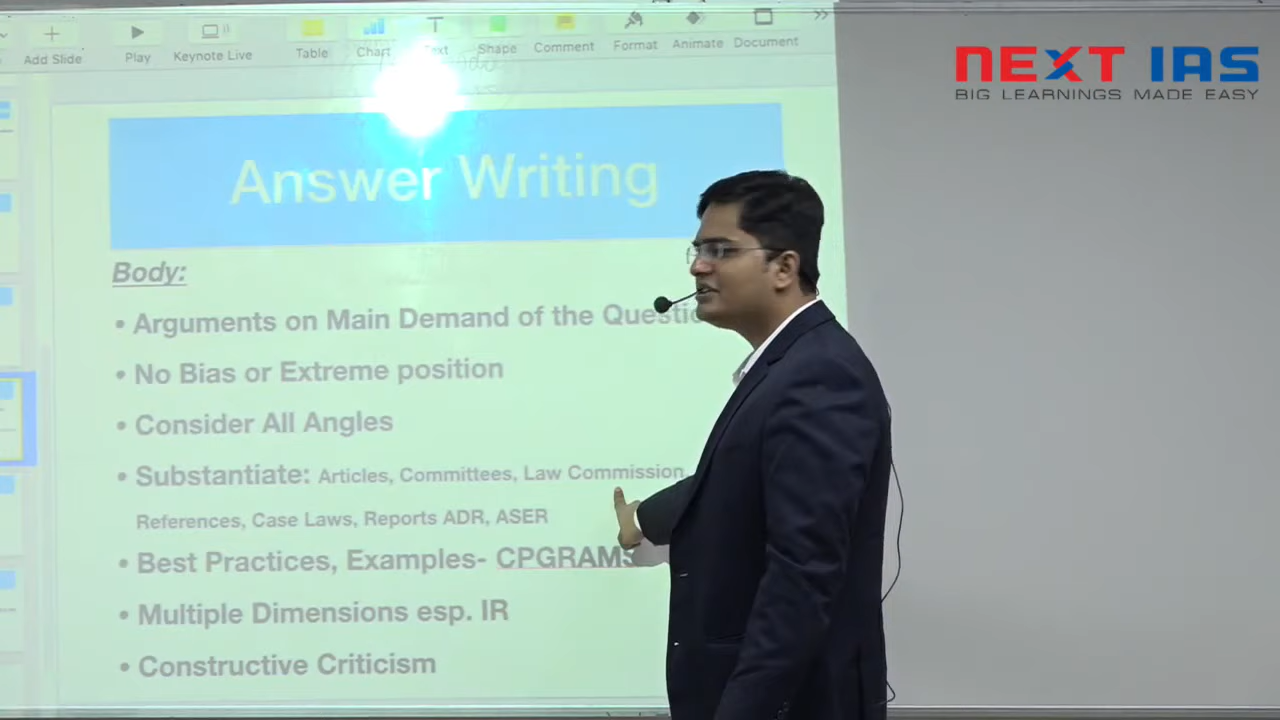 Add Slide Play Keynote Live Table Chart Text Shape Comment Format Animate Document
NEXT IAS
BIG LEARNINGS MADE EASY
Answer Writing
Body:
• Arguments on Main Demand of the
• No Bias or Extreme position
• Consider All Angles
• Substantiate: Articles, Committees, Law Commission,
References, Case Laws, Reports ADR, ASER
• Best Practices, Examples- CPGRAMS
• Multiple Dimensions esp. IR
• Constructive Criticism